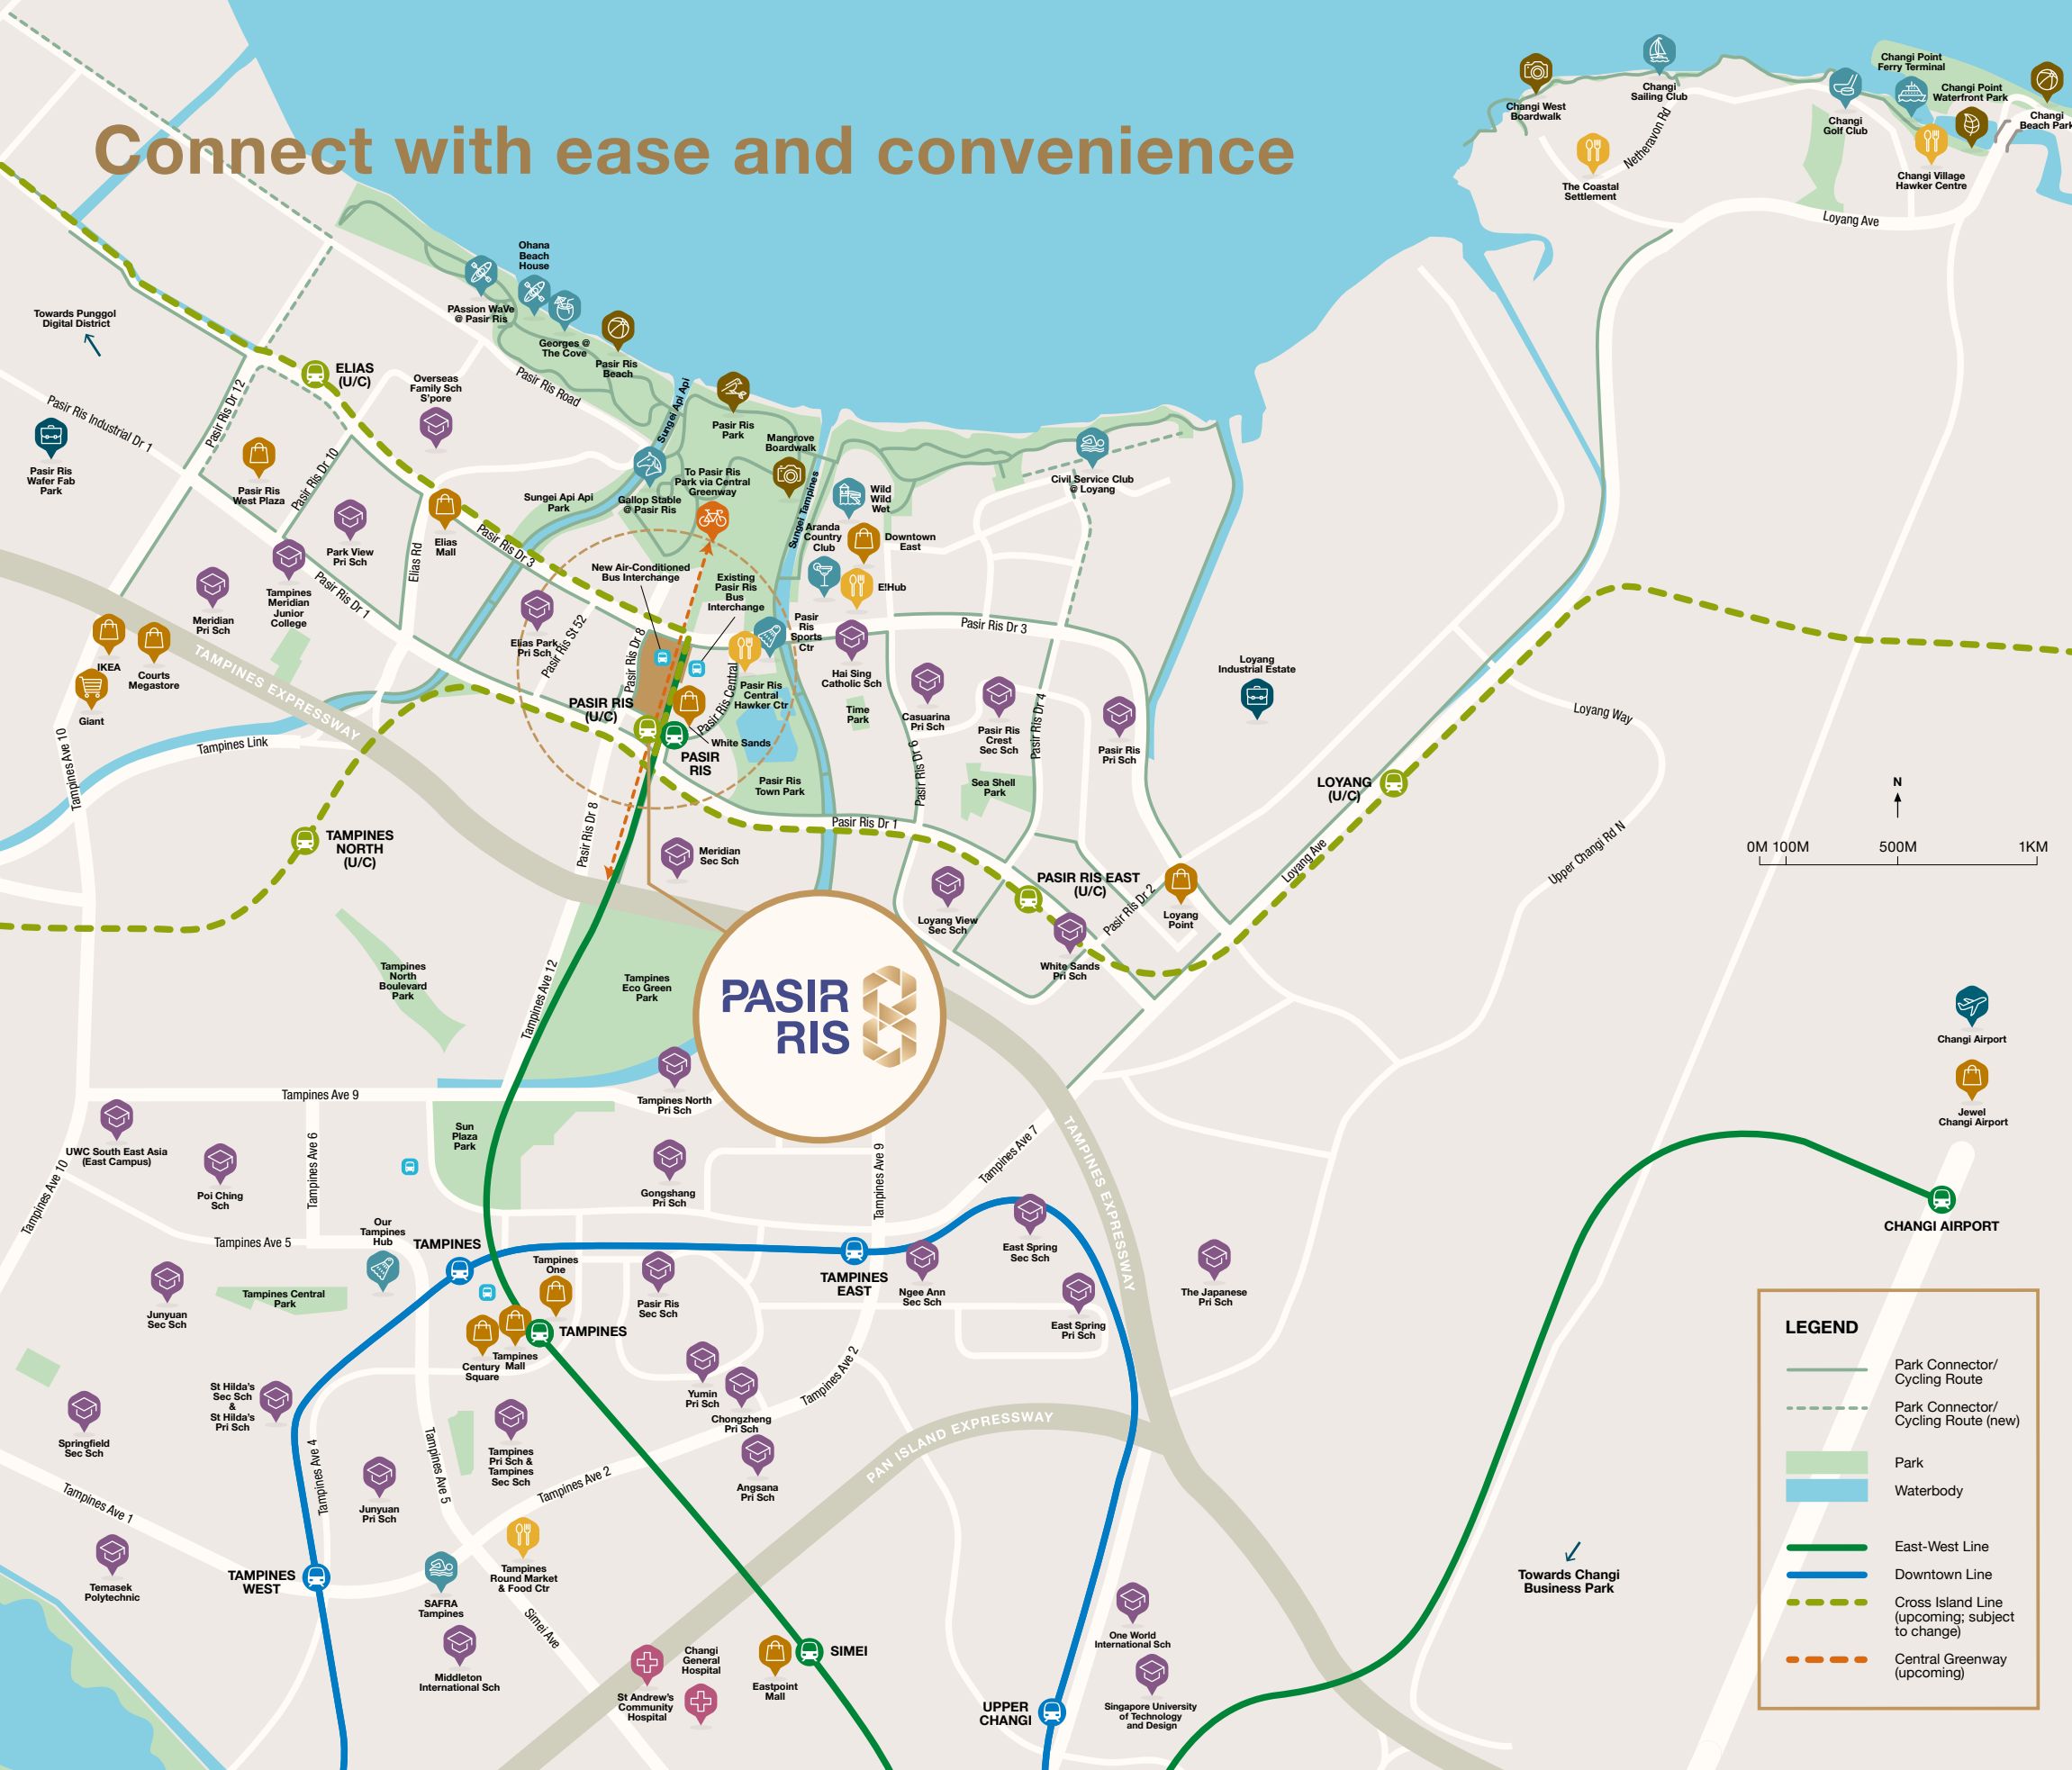 Connect with ease and convenience
Changi West
Boardwalk
Changi
Sailing Club
Changi Point
Ferry Terminal
Changi Point
Waterfront Park
Changi
Golf Club
Changi
Beach Park
The Coastal
Settlement
Netheravon Rd
Changi Village
Hawker Centre
Loyang Ave
Ohana
Beach
House
PAssion WaVe
@ Pasir Ris
Georges @
The Cove
Pasir Ris
Beach
Towards Punggol
Digital District
ELIAS
(U/C)
Overseas
Family Sch
S'pore
Pasir Ris Road
Sungei Api Api
Pasir Ris
Park
Mangrove
Boardwalk
Pasir Ris Industrial Dr 1
Pasir Ris Dr 12
Pasir Ris
Wafer Fab
Park
Pasir Ris
West Plaza
Pasir Ris Dr 10
Park View
Pri Sch
Elias
Mall
Sungei Api Api
Park
Gallop Stable
@ Pasir Ris
To Pasir Ris
Park via Central
Greenway
Sungei Tampines
Wild
Wild
Wet
Civil Service Club
@ Loyang
Aranda
Country
Club
Downtown
East
E!Hub
Elias Rd
Pasir Ris Dr 3
New Air-Conditioned
Bus Interchange
Existing
Pasir Ris
Bus
Interchange
Tampines
Meridian
Junior
College
Pasir Ris Dr 1
Meridian
Pri Sch
Elias Park
Pri Sch
Pasir Ris St 52
Pasir Ris Dr 8
Pasir
Ris
Sports
Ctr
Hai Sing
Catholic Sch
Pasir Ris Dr 3
IKEA
Courts
Megastore
Giant
TAMPINES EXPRESSWAY
Tampines Link
Tampines Ave 10
PASIR RIS
(U/C)
Pasir Ris Central
Pasir Ris
Central
Hawker Ctr
White Sands
PASIR
RIS
Pasir Ris
Town Park
Time
Park
Casuarina
Pri Sch
Pasir Ris
Crest
Sec Sch
Pasir Ris Dr 4
Pasir Ris
Pri Sch
Pasir Ris Dr 6
Sea Shell
Park
Loyang
Industrial Estate
Loyang Way
LOYANG
(U/C)
Upper Changi Rd N
N
0M 100M 500M 1KM
TAMPINES
NORTH
(U/C)
Pasir Ris Dr 8
Meridian
Sec Sch
Pasir Ris Dr 1
Loyang View
Sec Sch
PASIR RIS EAST
(U/C)
Pasir Ris Dr 2
White Sands
Pri Sch
Loyang
Point
Loyang Ave
Tampines
North
Boulevard
Park
Tampines Ave 12
Tampines
Eco Green
Park
PASIR
RIS
8
Changi Airport
Jewel
Changi Airport
CHANGI AIRPORT
Tampines Ave 9
Tampines North
Pri Sch
UWC South East Asia
(East Campus)
Poi Ching
Sch
Tampines Ave 6
Sun
Plaza
Park
Gongshang
Pri Sch
Tampines Ave 9
Tampines Ave 7
TAMPINES EXPRESSWAY
Tampines Ave 10
Tampines Ave 5
Our
Tampines
Hub
TAMPINES
Tampines
One
TAMPINES
EAST
Ngee Ann
Sec Sch
East Spring
Sec Sch
East Spring
Pri Sch
The Japanese
Pri Sch
Junyuan
Sec Sch
Tampines Central
Park
Pasir Ris
Sec Sch
Century
Square
Tampines
Mall
TAMPINES
Yumin
Pri Sch
Chongzheng
Pri Sch
Tampines Ave 2
PAN ISLAND EXPRESSWAY
Angsana
Pri Sch
St Hilda's
Sec Sch
&
St Hilda's
Pri Sch
Springfield
Sec Sch
Tampines Ave 4
Tampines Ave 5
Tampines
Pri Sch &
Tampines
Sec Sch
Junyuan
Pri Sch
Tampines Ave 2
Tampines Ave 1
Temasek
Polytechnic
TAMPINES
WEST
SAFRA
Tampines
Tampines
Round Market
& Food Ctr
Simei Ave
Middleton
International Sch
St Andrew's
Community
Hospital
Changi
General
Hospital
Eastpoint
Mall
SIMEI
One World
International Sch
Singapore University
of Technology
and Design
UPPER
CHANGI
Towards Changi
Business Park
LEGEND
Park Connector/
Cycling Route
Park Connector/
Cycling Route (new)
Park
Waterbody
East-West Line
Downtown Line
Cross Island Line
(upcoming; subject
to change)
Central Greenway
(upcoming)